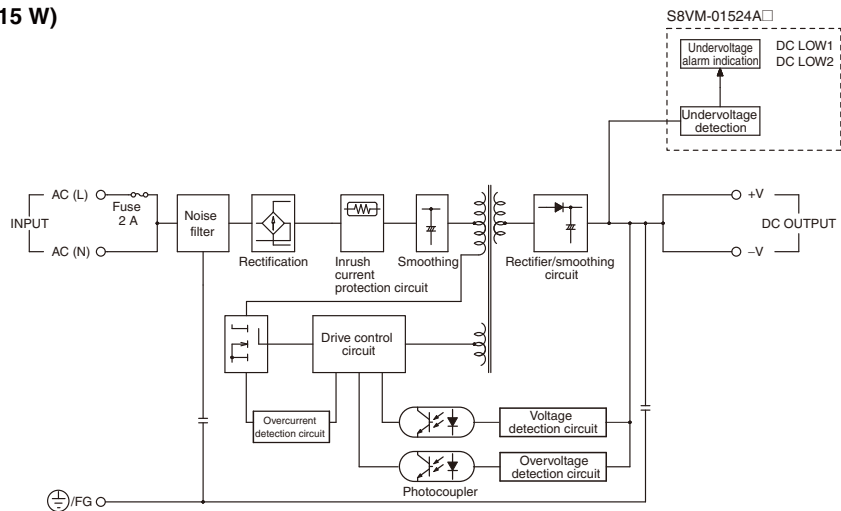 15 W)
S8VM-01524A□
Undervoltage
alarm indication
DC LOW1
DC LOW2
Undervoltage
detection
AC (L)
Fuse
2 A
INPUT
AC (N)
Noise
filter
Rectification
Inrush
current
protection circuit
Smoothing
Rectifier/smoothing
circuit
+V
DC OUTPUT
−V
Drive control
circuit
Overcurrent
detection circuit
Voltage
detection circuit
Overvoltage
detection circuit
Photocoupler
/FG